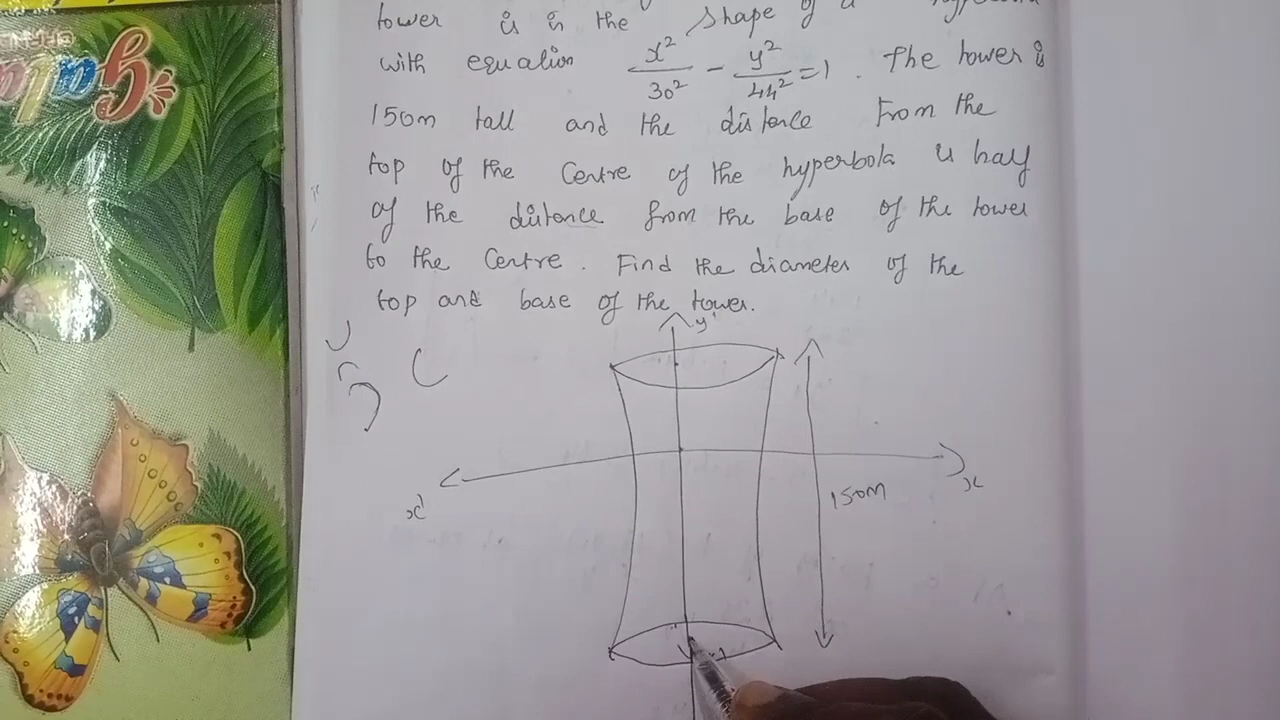 tower is in the shape of a
with equation x²/30² - y²/44² = 1 . The tower is
150m tall and the distence From the
top of the Centre of the hyperbola is half
of the distence from the base of the tower
to the Centre . Find the diameter of the
top and base of the tower.
y'
150m
x'
x